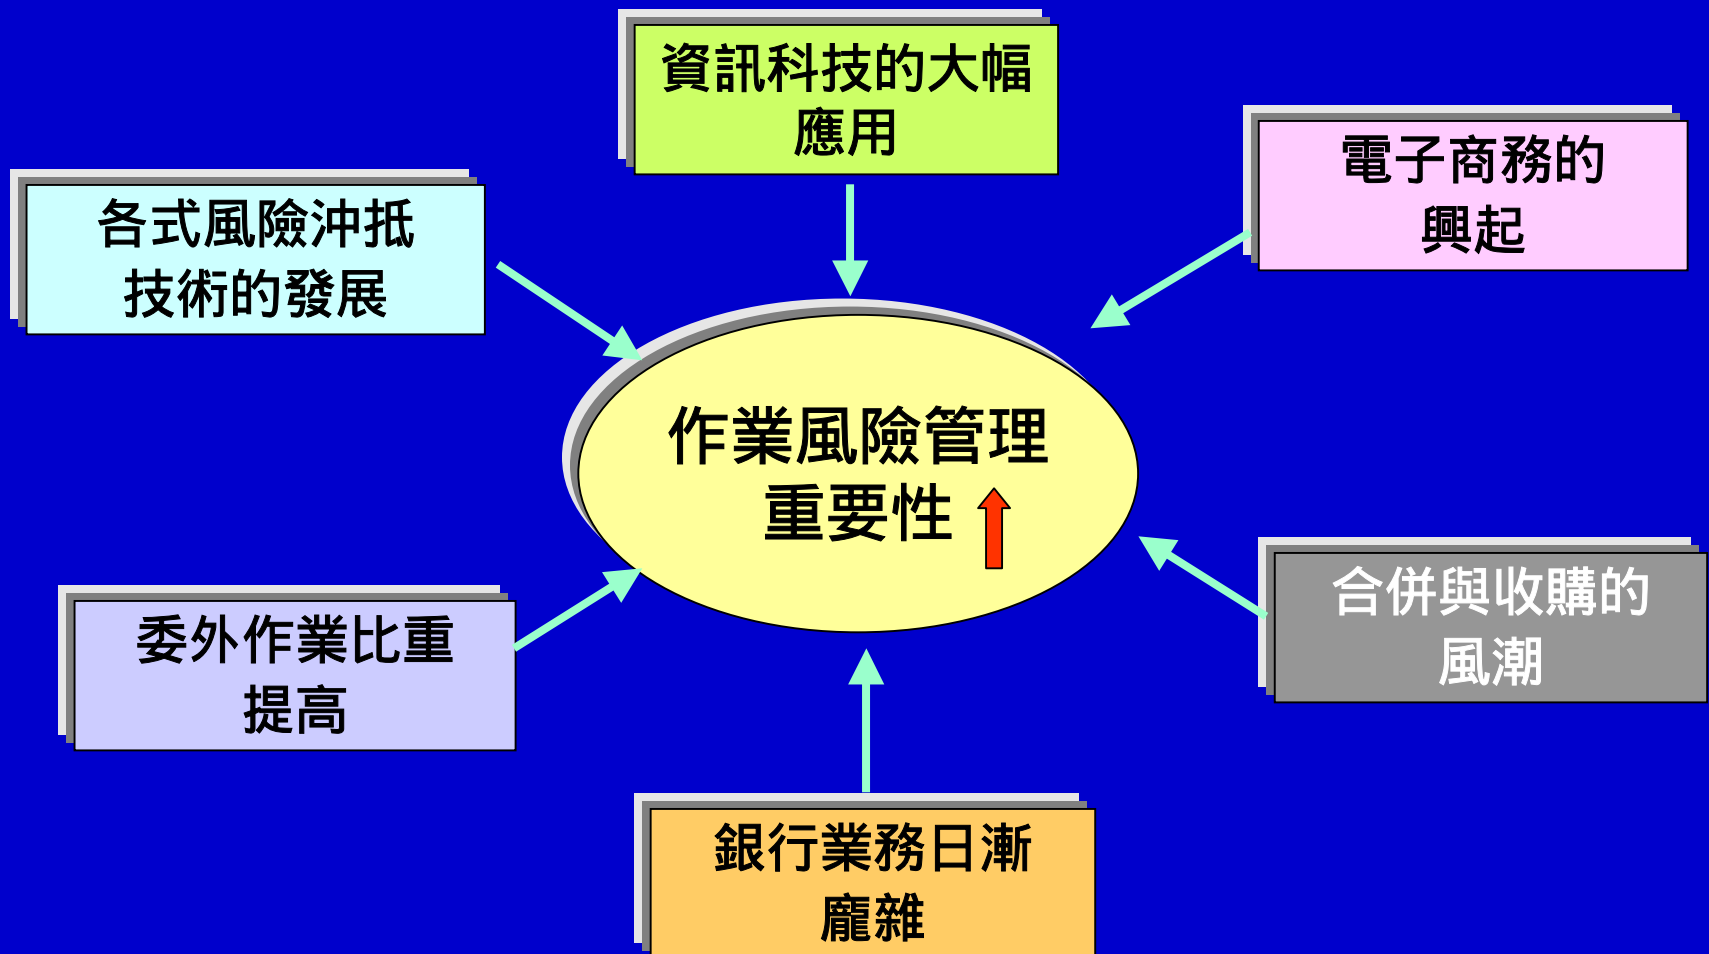 資訊科技的大幅
應用
電子商務的
興起
各式風險沖抵
技術的發展
作業風險管理
重要性
合併與收購的
風潮
委外作業比重
提高
銀行業務日漸
龐雜